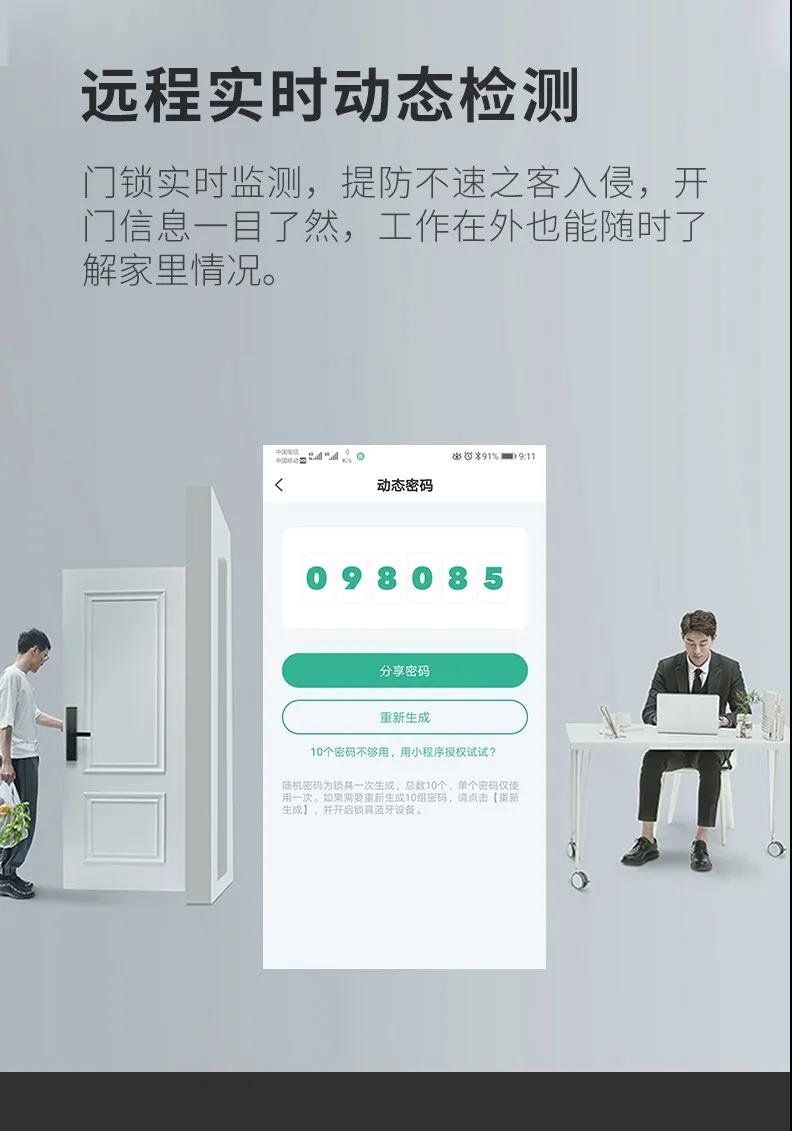 远程实时动态检测
门锁实时监测，提防不速之客入侵，开
门信息一目了然，工作在外也能随时了
解家里情况。
中国电信
中国移动
0
K/s
91%
9:11
动态密码
098085
分享密码
重新生成
10个密码不够用，用小程序授权试试？
随机密码为锁具一次生成，总数10个，单个密码仅使
用一次。如果需要重新生成10组密码，请点击【重新
生成】，并开启锁具蓝牙设备。